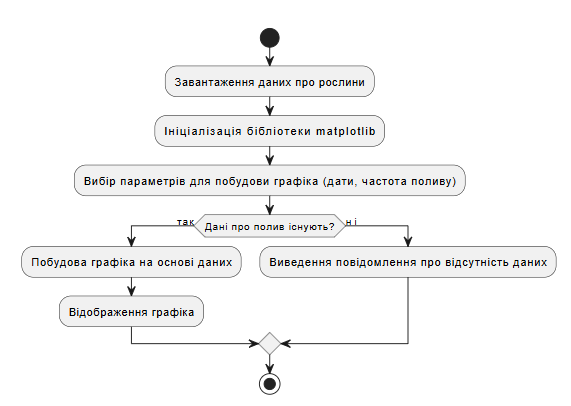 Завантаження даних про рослини
Ініціалізація бібліотеки matplotlib
Вибір параметрів для побудови графіка (дати, частота поливу)
так
Дані про полив існують?
ні
Побудова графіка на основі даних
Виведення повідомлення про відсутність даних
Відображення графіка